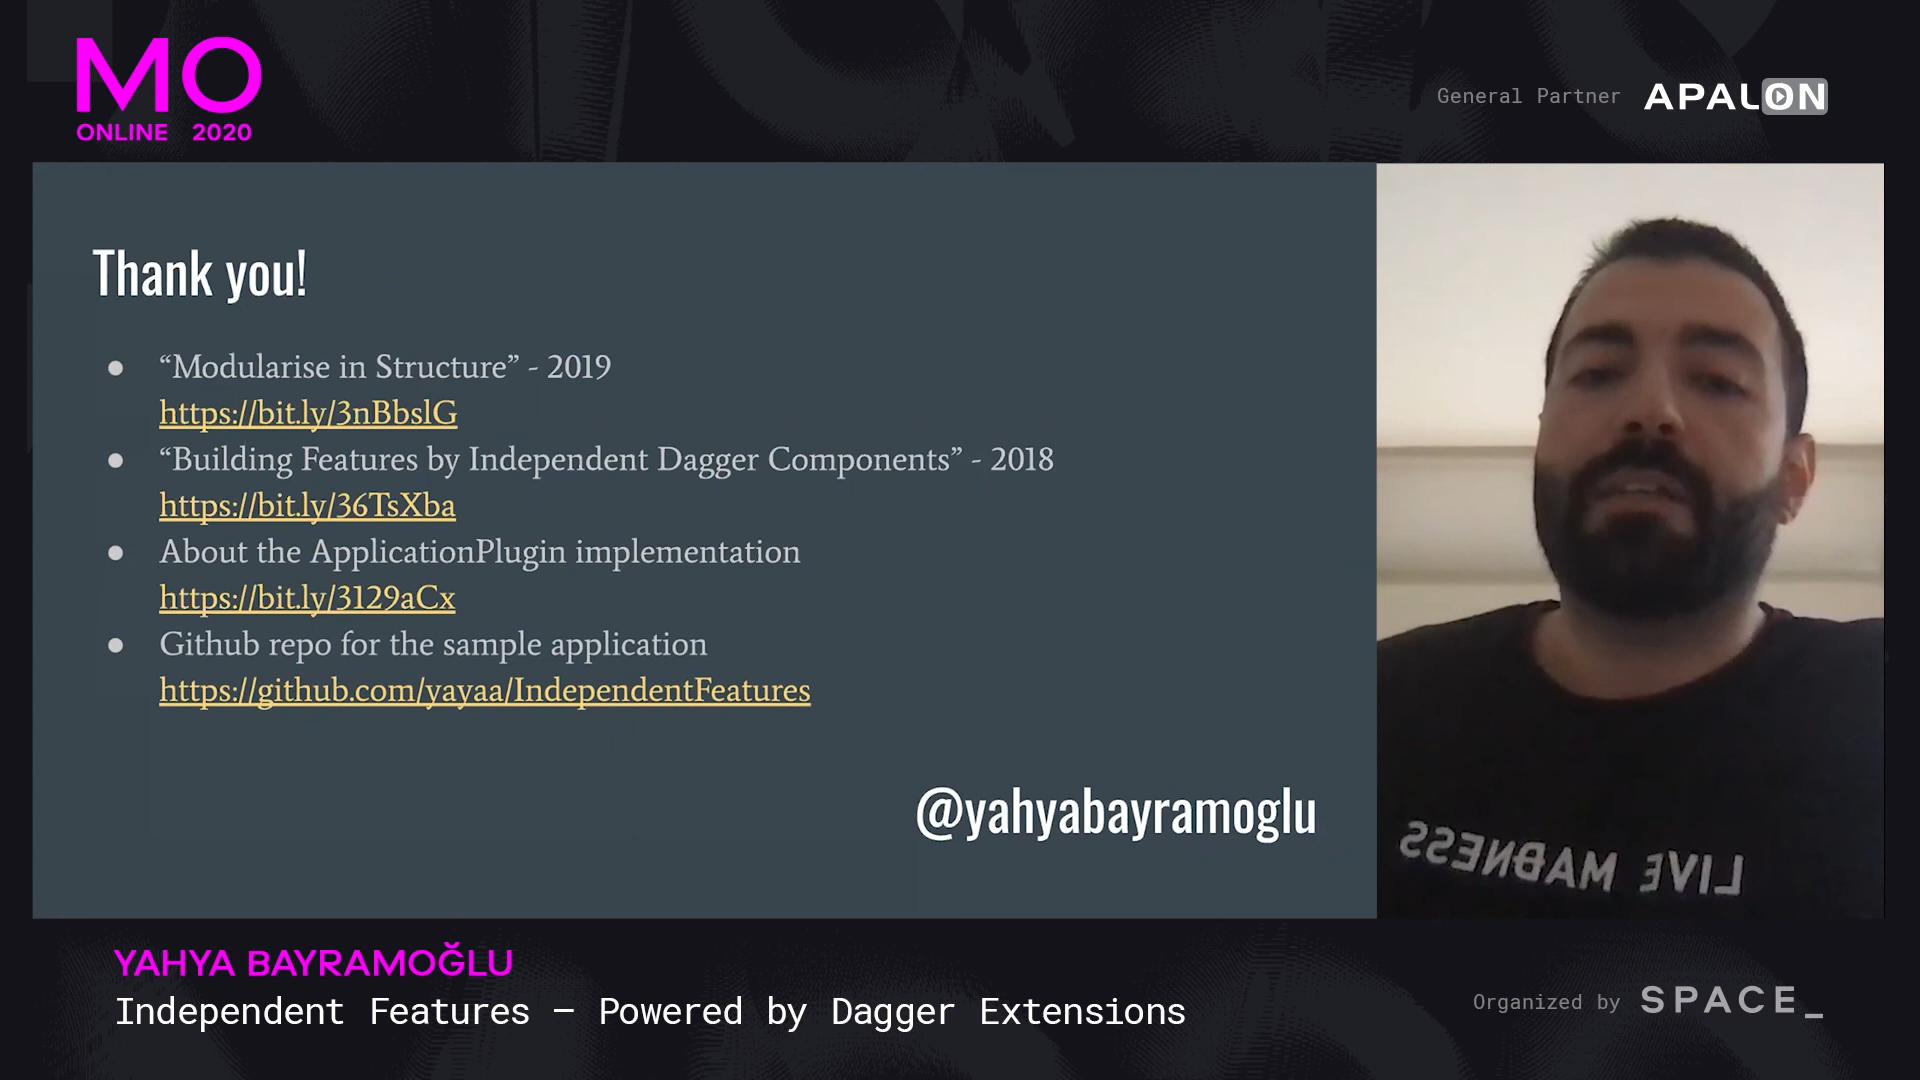 MO
ONLINE 2020
General Partner APALON
Thank you!
● “Modularise in Structure” - 2019
https://bit.ly/3nBbslG
● “Building Features by Independent Dagger Components” - 2018
https://bit.ly/36TsXba
● About the ApplicationPlugin implementation
https://bit.ly/3129aCx
● Github repo for the sample application
https://github.com/yayaa/IndependentFeatures
@yahyabayramoglu
LIVE MADNESS
YAHYA BAYRAMOĞLU
Independent Features — Powered by Dagger Extensions
Organized by SPACE_